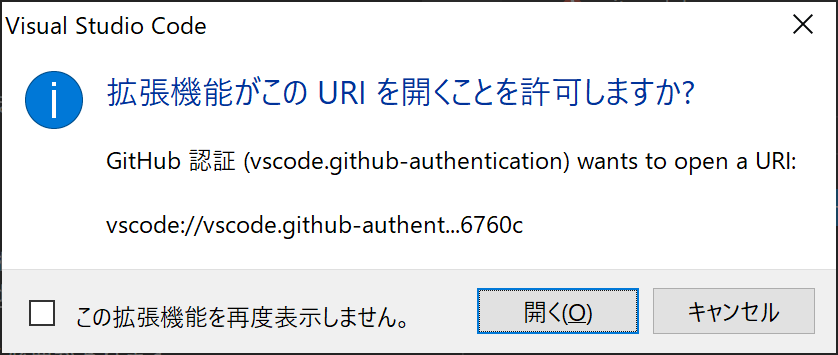 Visual Studio Code
拡張機能がこの URI を開くことを許可しますか?
GitHub 認証 (vscode.github-authentication) wants to open a URI:
vscode://vscode.github-authent...6760c
この拡張機能を再度表示しません。
開く(O)
キャンセル